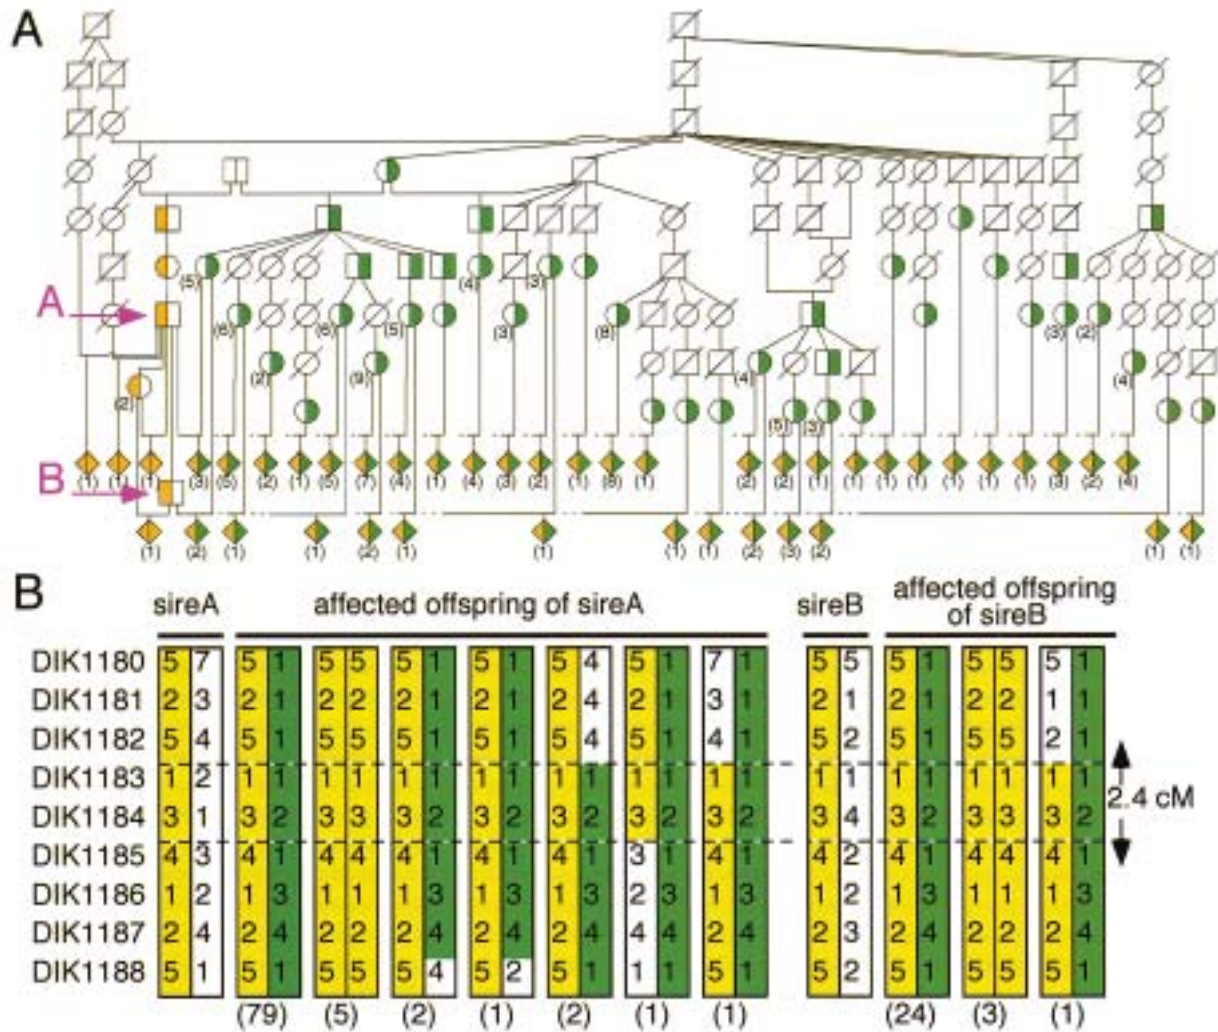 A
(5) (4) (3)
A
(6) (6) (5) (3) (8) (3) (2)
(2) (9) (4) (4)
(2)
(5) (3)
(1) (1) (1) (3) (5) (2) (1) (5) (7) (4) (1) (4) (3) (2) (1) (8) (1) (2) (2) (1) (1) (1) (1) (1) (1) (1) (3) (2) (4)
B
(1) (2) (1) (1) (2) (1) (1) (1) (1) (2) (3) (2) (1) (1)
B
sireA affected offspring of sireA sireB affected offspring of sireB
DIK1180 5 7 5 1 5 5 5 1 5 1 5 4 5 1 7 1 5 5 5 1 5 5 5 1
DIK1181 2 3 2 1 2 2 2 1 2 1 2 4 2 1 3 1 2 1 2 1 2 2 1 1
DIK1182 5 4 5 1 5 5 5 1 5 1 5 4 5 1 4 1 5 2 5 1 5 5 2 1
DIK1183 1 2 1 1 1 1 1 1 1 1 1 1 1 1 1 1 1 1 1 1 1 1 1 1
2.4 cM
DIK1184 3 1 3 2 3 3 3 2 3 2 3 2 3 2 3 2 3 4 3 2 3 3 3 2
DIK1185 4 3 4 1 4 4 4 1 4 1 4 1 3 1 4 1 4 2 4 1 4 4 4 1
DIK1186 1 2 1 3 1 1 1 3 1 3 1 3 2 3 1 3 1 2 1 3 1 1 1 3
DIK1187 2 4 2 4 2 2 2 4 2 4 2 4 4 4 2 4 2 3 2 4 2 2 2 4
DIK1188 5 1 5 1 5 5 5 4 5 2 5 1 1 1 5 1 5 2 5 1 5 5 5 1
(79) (5) (2) (1) (2) (1) (1) (24) (3) (1)